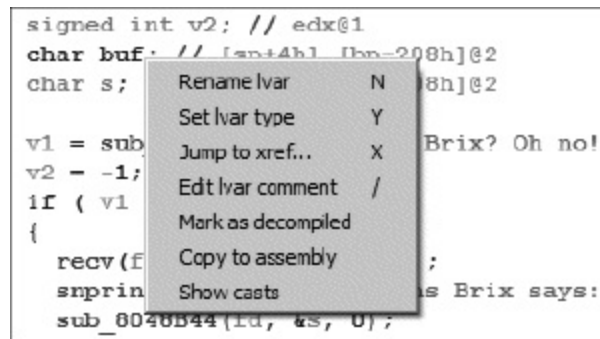 signed int v2; // edx@1
char buf; // [sp+4h] [bp-208h]@2
char s; 8h]@2
Rename lvar N
Set lvar type Y
v1 = sub Brix? Oh no!
Jump to xref... X
v2 = -1;
Edit lvar comment /
if ( v1
Mark as decompiled
{
Copy to assembly
recv(f ;
Show casts
snprin s Brix says:
sub_8048B44(fd, &s, 0);